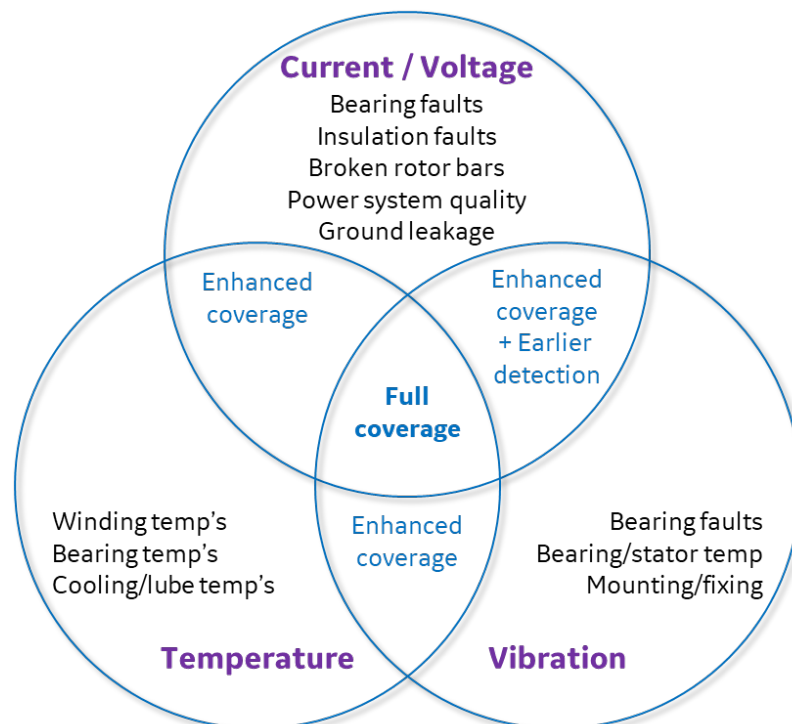 Current / Voltage
Bearing faults
Insulation faults
Broken rotor bars
Power system quality
Ground leakage
Enhanced
coverage
Enhanced
coverage
+ Earlier
detection
Full
coverage
Winding temp's
Bearing temp's
Cooling/lube temp's
Enhanced
coverage
Bearing faults
Bearing/stator temp
Mounting/fixing
Temperature
Vibration